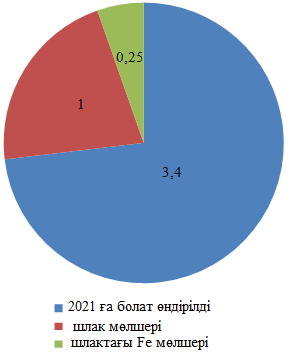 0,25
1
3,4
2021 ға болат өндірілді
шлак мөлшері
шлактағы Fe мөлшері